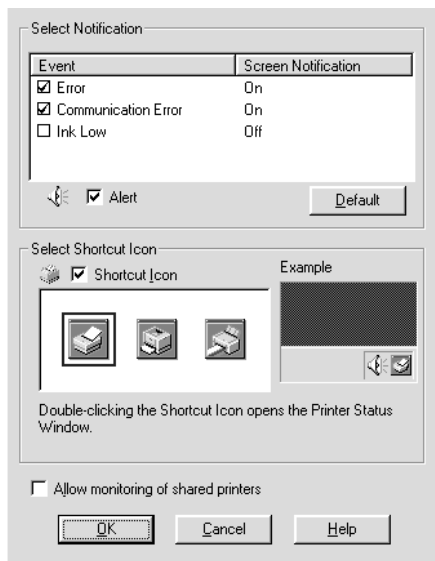 Select Notification
Event Screen Notification
Error On
Communication Error On
Ink Low Off
Alert
Default
Select Shortcut Icon
Shortcut Icon
Example
Double-clicking the Shortcut Icon opens the Printer Status
Window.
Allow monitoring of shared printers
OK Cancel Help